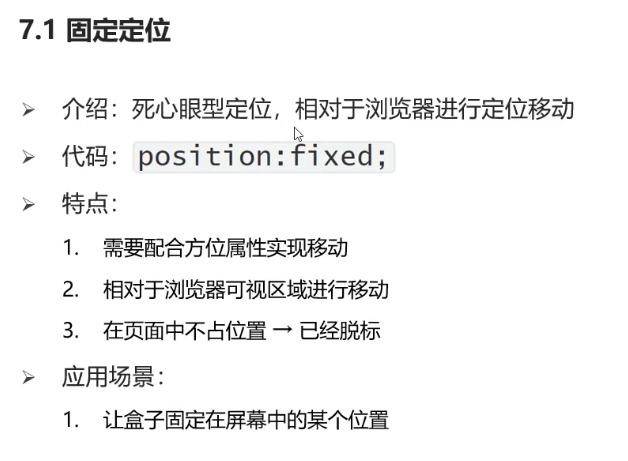 7.1 固定定位
介绍：死心眼型定位，相对于浏览器进行定位移动
代码：position:fixed;
特点：
1. 需要配合方位属性实现移动
2. 相对于浏览器可视区域进行移动
3. 在页面中不占位置 → 已经脱标
应用场景：
1. 让盒子固定在屏幕中的某个位置